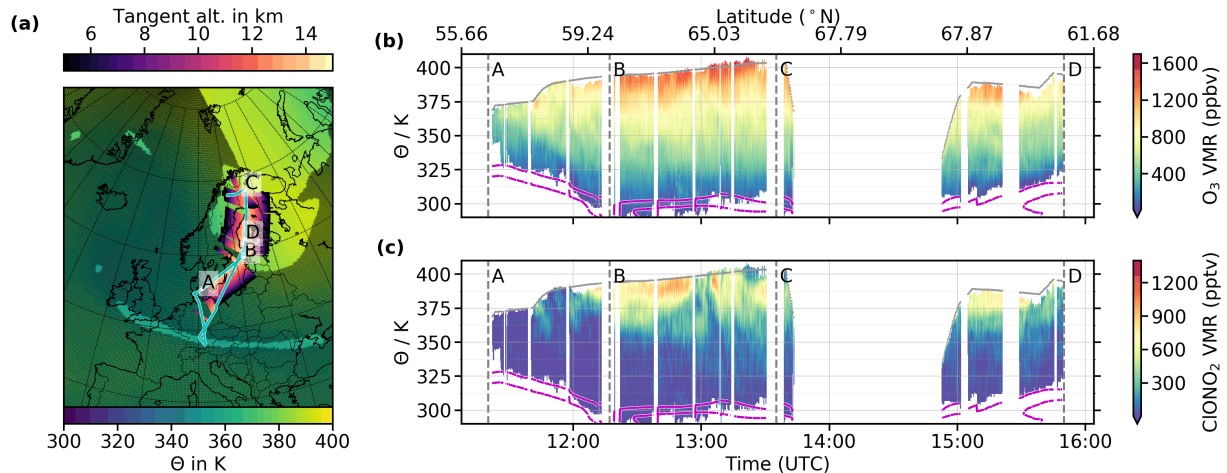 (a)
Tangent alt. in km
6 8 10 12 14
C
D
B
A
300 320 340 360 380 400
Θ in K
Latitude (°N)
55.66 59.24 65.03 67.79 67.87 61.68
(b)
A B C D
400
375
350
325
300
Θ / K
1600
1200
800
400
O₃ VMR (ppbv)
(c)
A B C D
400
375
350
325
300
Θ / K
12:00 13:00 14:00 15:00 16:00
Time (UTC)
1200
900
600
300
ClONO₂ VMR (pptv)